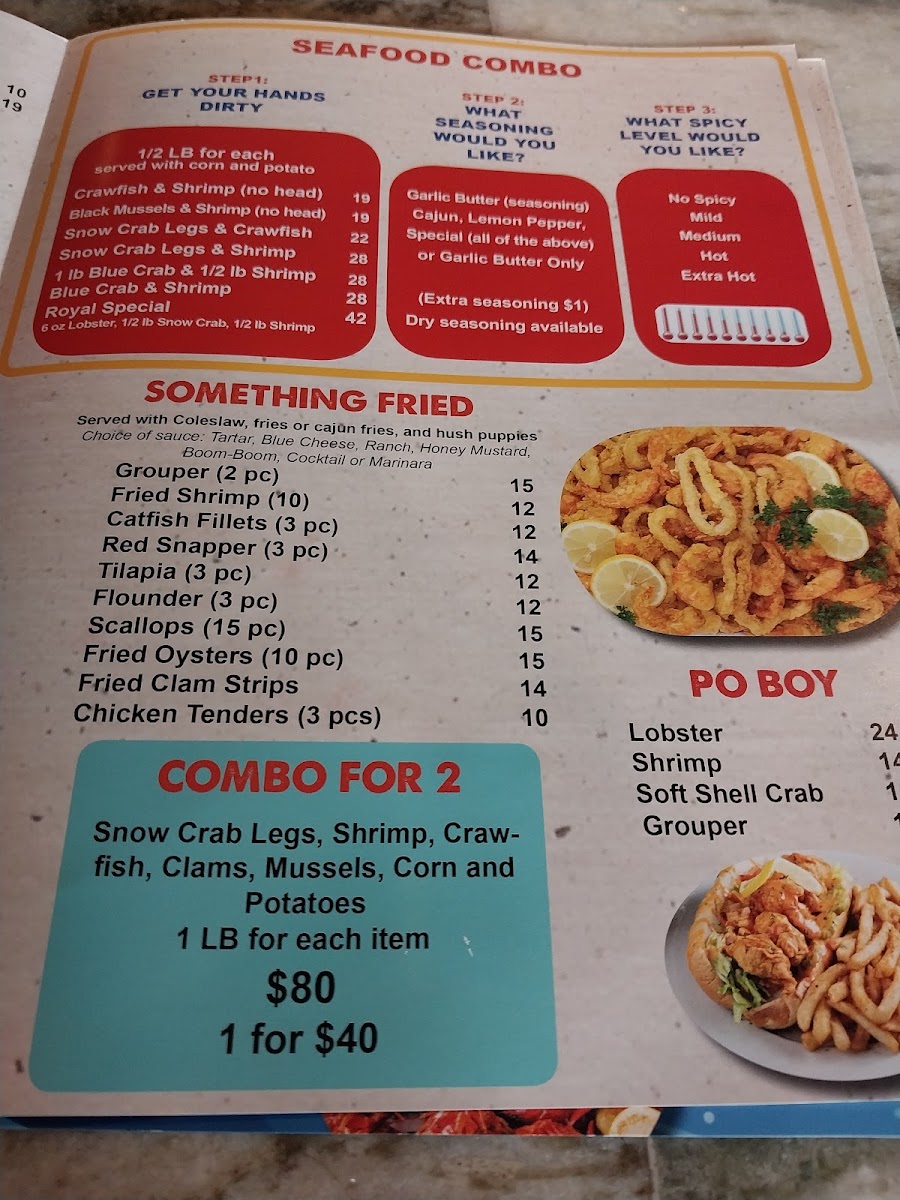 10
19
SEAFOOD COMBO
STEP1:
GET YOUR HANDS
DIRTY
1/2 LB for each
served with corn and potato
Crawfish & Shrimp (no head) 19
Black Mussels & Shrimp (no head) 19
Snow Crab Legs & Crawfish 22
Snow Crab Legs & Shrimp 28
1 lb Blue Crab & 1/2 lb Shrimp 28
Blue Crab & Shrimp 28
Royal Special 42
6 oz Lobster, 1/2 lb Snow Crab, 1/2 lb Shrimp
STEP 2:
WHAT
SEASONING
WOULD YOU
LIKE?
Garlic Butter (seasoning)
Cajun, Lemon Pepper,
Special (all of the above)
or Garlic Butter Only
(Extra seasoning $1)
Dry seasoning available
STEP 3:
WHAT SPICY
LEVEL WOULD
YOU LIKE?
No Spicy
Mild
Medium
Hot
Extra Hot
SOMETHING FRIED
Served with Coleslaw, fries or cajun fries, and hush puppies
Choice of sauce: Tartar, Blue Cheese, Ranch, Honey Mustard,
Boom-Boom, Cocktail or Marinara
Grouper (2 pc) 15
Fried Shrimp (10) 12
Catfish Fillets (3 pc) 12
Red Snapper (3 pc) 14
Tilapia (3 pc) 12
Flounder (3 pc) 12
Scallops (15 pc) 15
Fried Oysters (10 pc) 15
Fried Clam Strips 14
Chicken Tenders (3 pcs) 10
PO BOY
Lobster 24
Shrimp 14
Soft Shell Crab
Grouper
COMBO FOR 2
Snow Crab Legs, Shrimp, Craw-
fish, Clams, Mussels, Corn and
Potatoes
1 LB for each item
$80
1 for $40